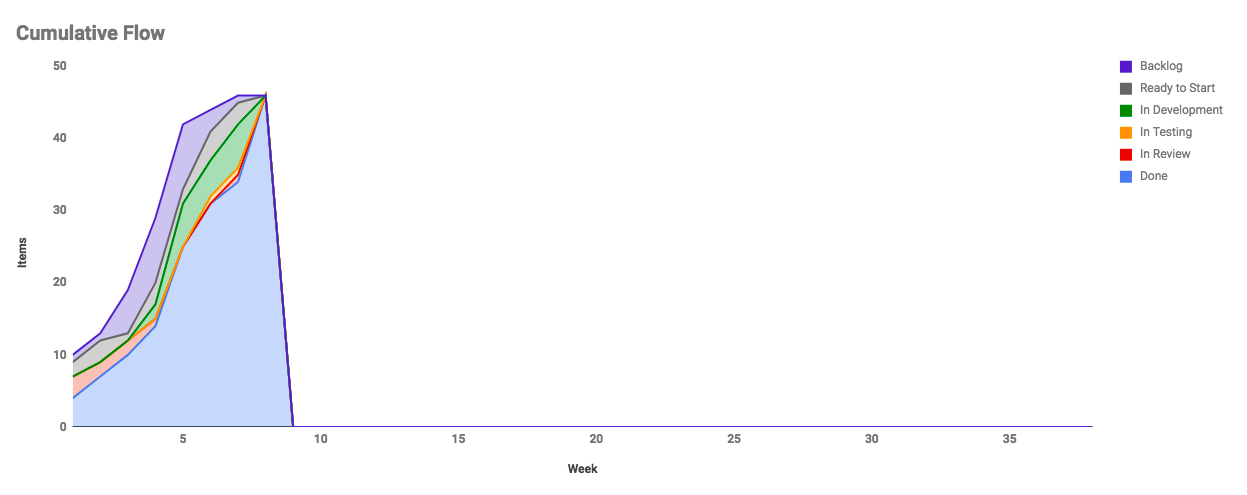 Cumulative Flow
50
40
30
20
10
0
Items
5 10 15 20 25 30 35
Week
Backlog
Ready to Start
In Development
In Testing
In Review
Done